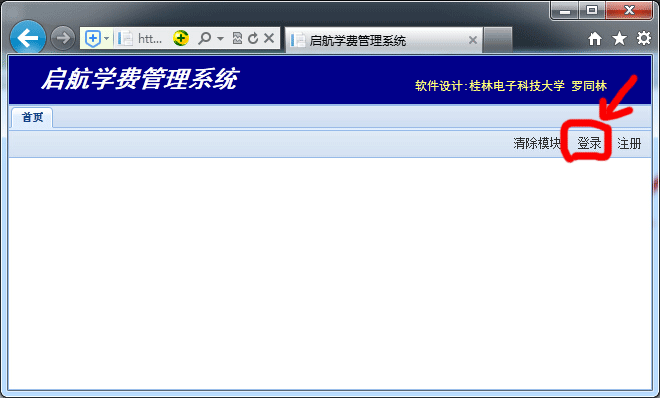 htt...
启航学费管理系统
启航学费管理系统
软件设计:桂林电子科技大学 罗同林
首页
清除模块 登录 注册